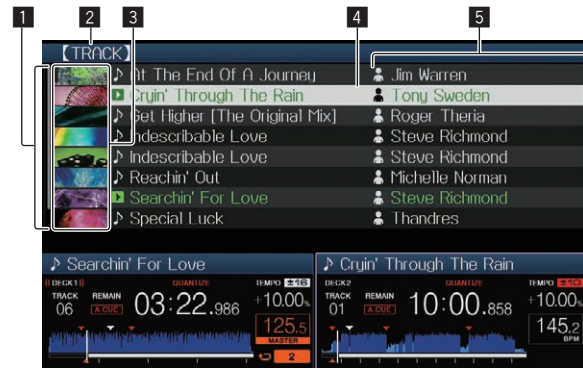 1 2 3 4 5
【TRACK】
♪ At The End Of A Journey Jim Warren
Cryin' Through The Rain Tony Sweden
♪ Get Higher [The Original Mix] Roger Theria
♪ Indescribable Love Steve Richmond
♪ Indescribable Love Steve Richmond
♪ Reachin' Out Michelle Norman
Searchin' For Love Steve Richmond
♪ Special Luck Thandres
♪ Searchin' For Love
DECK1 QUANTIZE TEMPO ±16
TRACK 06 REMAIN A.CUE 03:22.986 +10.00%
125.5 MASTER
2
♪ Cryin' Through The Rain
DECK2 QUANTIZE TEMPO ±10
TRACK 01 REMAIN A.CUE 10:00.858 +10.00%
145.2 BPM